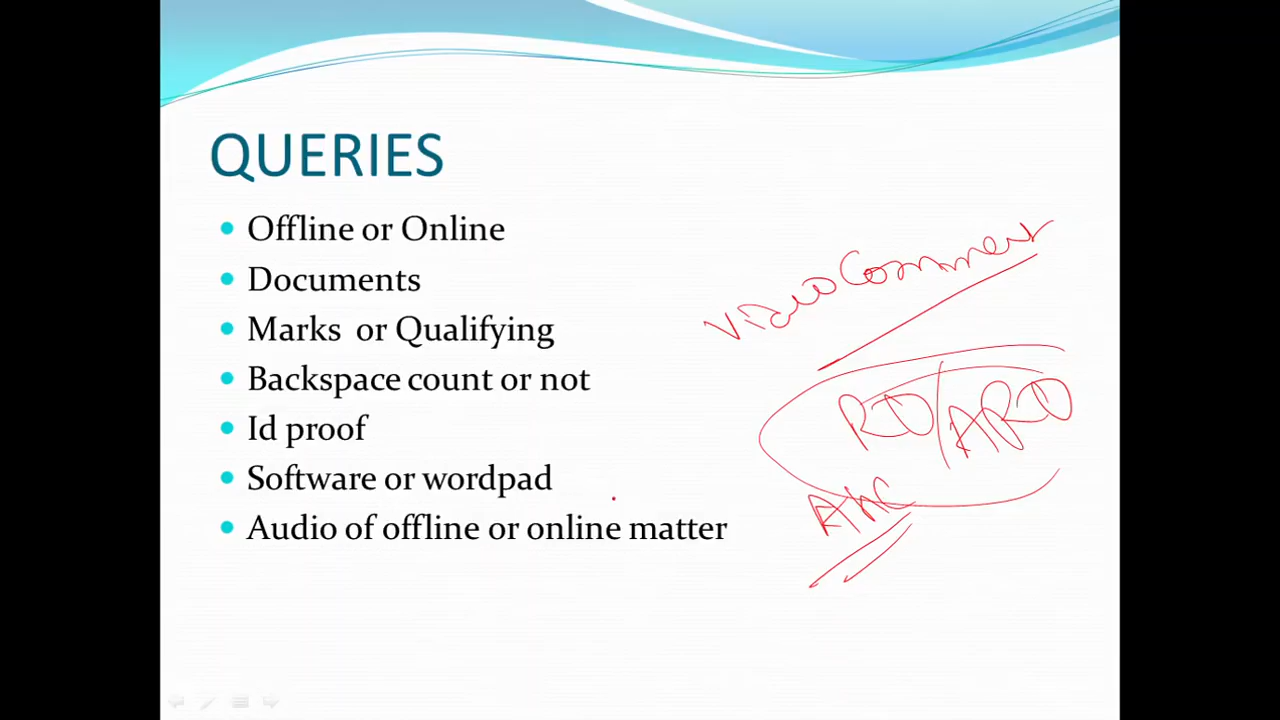 QUERIES
Offline or Online
Documents
Marks or Qualifying
Backspace count or not
Id proof
Software or wordpad
Audio of offline or online matter
Video Comment
RO/ARO
AHC